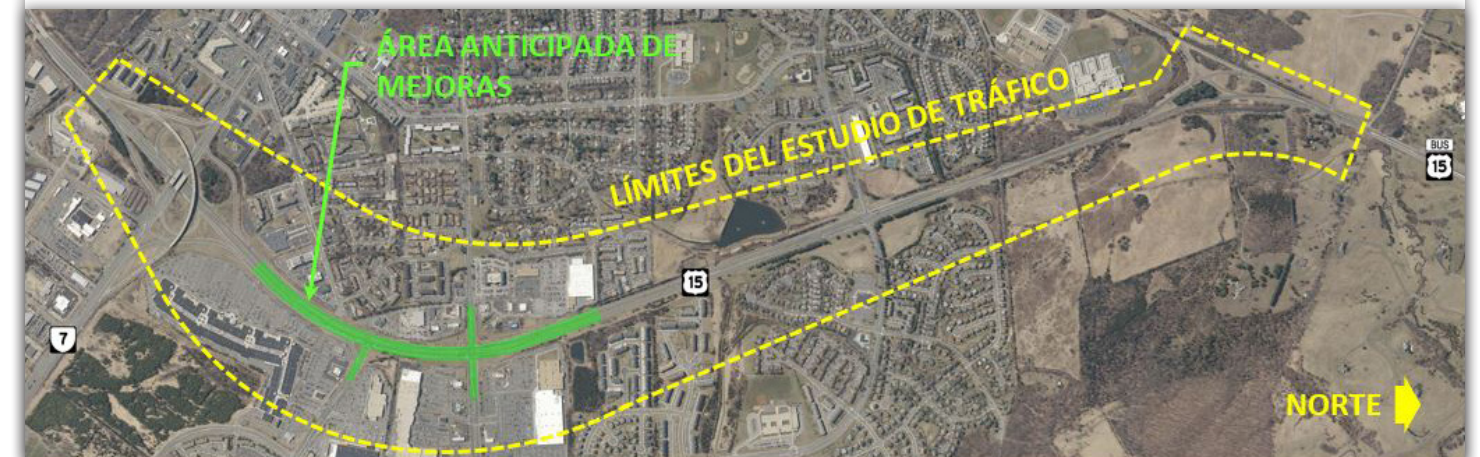 ÁREA ANTICIPADA DE
MEJORAS
LÍMITES DEL ESTUDIO DE TRÁFICO
BUS
15
15
7
NORTE